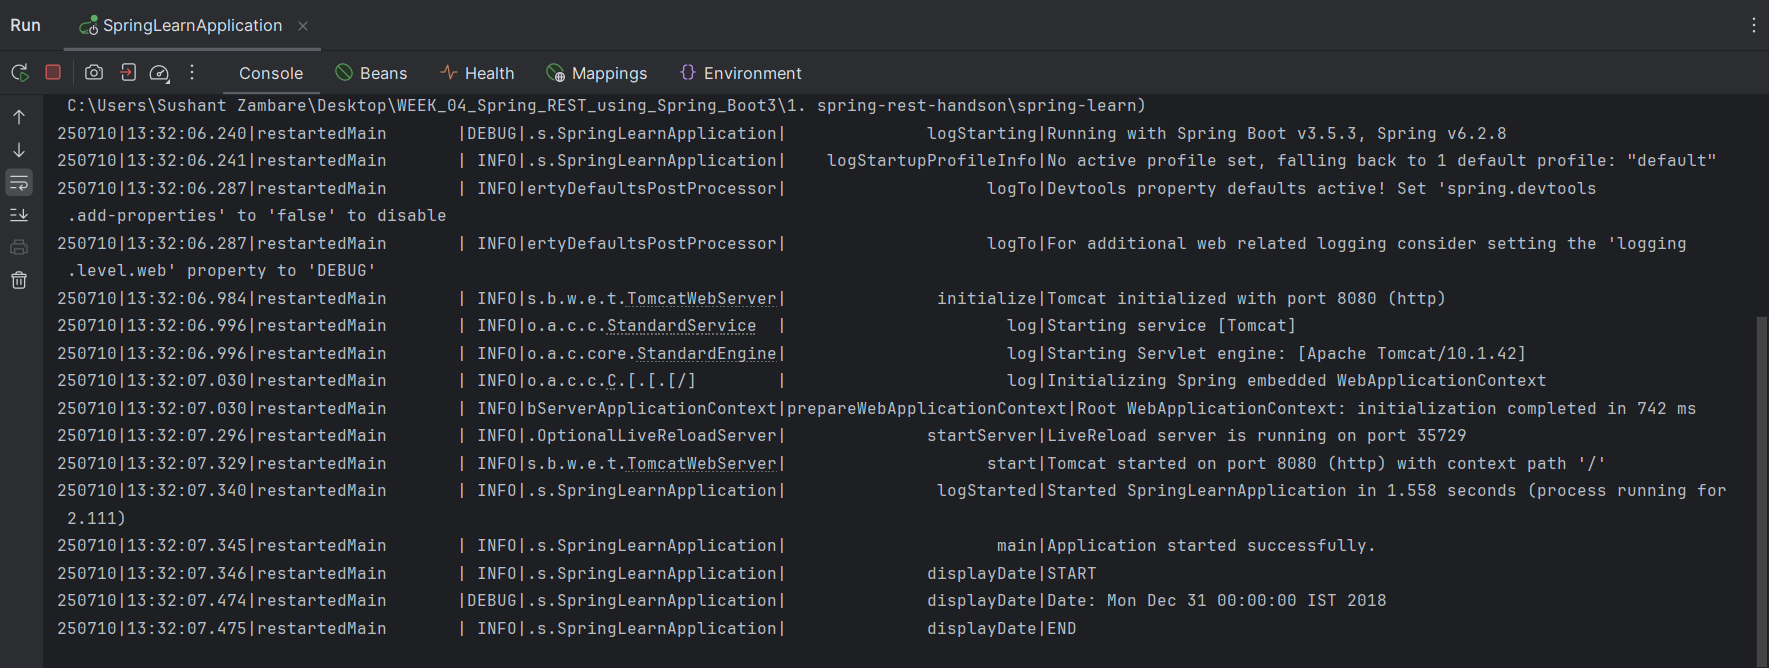 Run SpringLearnApplication
Console Beans Health Mappings Environment
C:\Users\Sushant Zambare\Desktop\WEEK_04_Spring_REST_using_Spring_Boot3\1. spring-rest-handson\spring-learn)
250710|13:32:06.240|restartedMain       |DEBUG|.s.SpringLearnApplication|              logStarting|Running with Spring Boot v3.5.3, Spring v6.2.8
250710|13:32:06.241|restartedMain       | INFO|.s.SpringLearnApplication|    logStartupProfileInfo|No active profile set, falling back to 1 default profile: "default"
250710|13:32:06.287|restartedMain       | INFO|ertyDefaultsPostProcessor|                    logTo|Devtools property defaults active! Set 'spring.devtools
.add-properties' to 'false' to disable
250710|13:32:06.287|restartedMain       | INFO|ertyDefaultsPostProcessor|                    logTo|For additional web related logging consider setting the 'logging
.level.web' property to 'DEBUG'
250710|13:32:06.984|restartedMain       | INFO|s.b.w.e.t.TomcatWebServer|               initialize|Tomcat initialized with port 8080 (http)
250710|13:32:06.996|restartedMain       | INFO|o.a.c.c.StandardService  |                      log|Starting service [Tomcat]
250710|13:32:06.996|restartedMain       | INFO|o.a.c.core.StandardEngine|                      log|Starting Servlet engine: [Apache Tomcat/10.1.42]
250710|13:32:07.030|restartedMain       | INFO|o.a.c.c.C.[.[.[/]        |                      log|Initializing Spring embedded WebApplicationContext
250710|13:32:07.030|restartedMain       | INFO|bServerApplicationContext|prepareWebApplicationContext|Root WebApplicationContext: initialization completed in 742 ms
250710|13:32:07.296|restartedMain       | INFO|.OptionalLiveReloadServer|              startServer|LiveReload server is running on port 35729
250710|13:32:07.329|restartedMain       | INFO|s.b.w.e.t.TomcatWebServer|                    start|Tomcat started on port 8080 (http) with context path '/'
250710|13:32:07.340|restartedMain       | INFO|.s.SpringLearnApplication|               logStarted|Started SpringLearnApplication in 1.558 seconds (process running for
2.111)
250710|13:32:07.345|restartedMain       | INFO|.s.SpringLearnApplication|                     main|Application started successfully.
250710|13:32:07.346|restartedMain       | INFO|.s.SpringLearnApplication|              displayDate|START
250710|13:32:07.474|restartedMain       |DEBUG|.s.SpringLearnApplication|              displayDate|Date: Mon Dec 31 00:00:00 IST 2018
250710|13:32:07.475|restartedMain       | INFO|.s.SpringLearnApplication|              displayDate|END